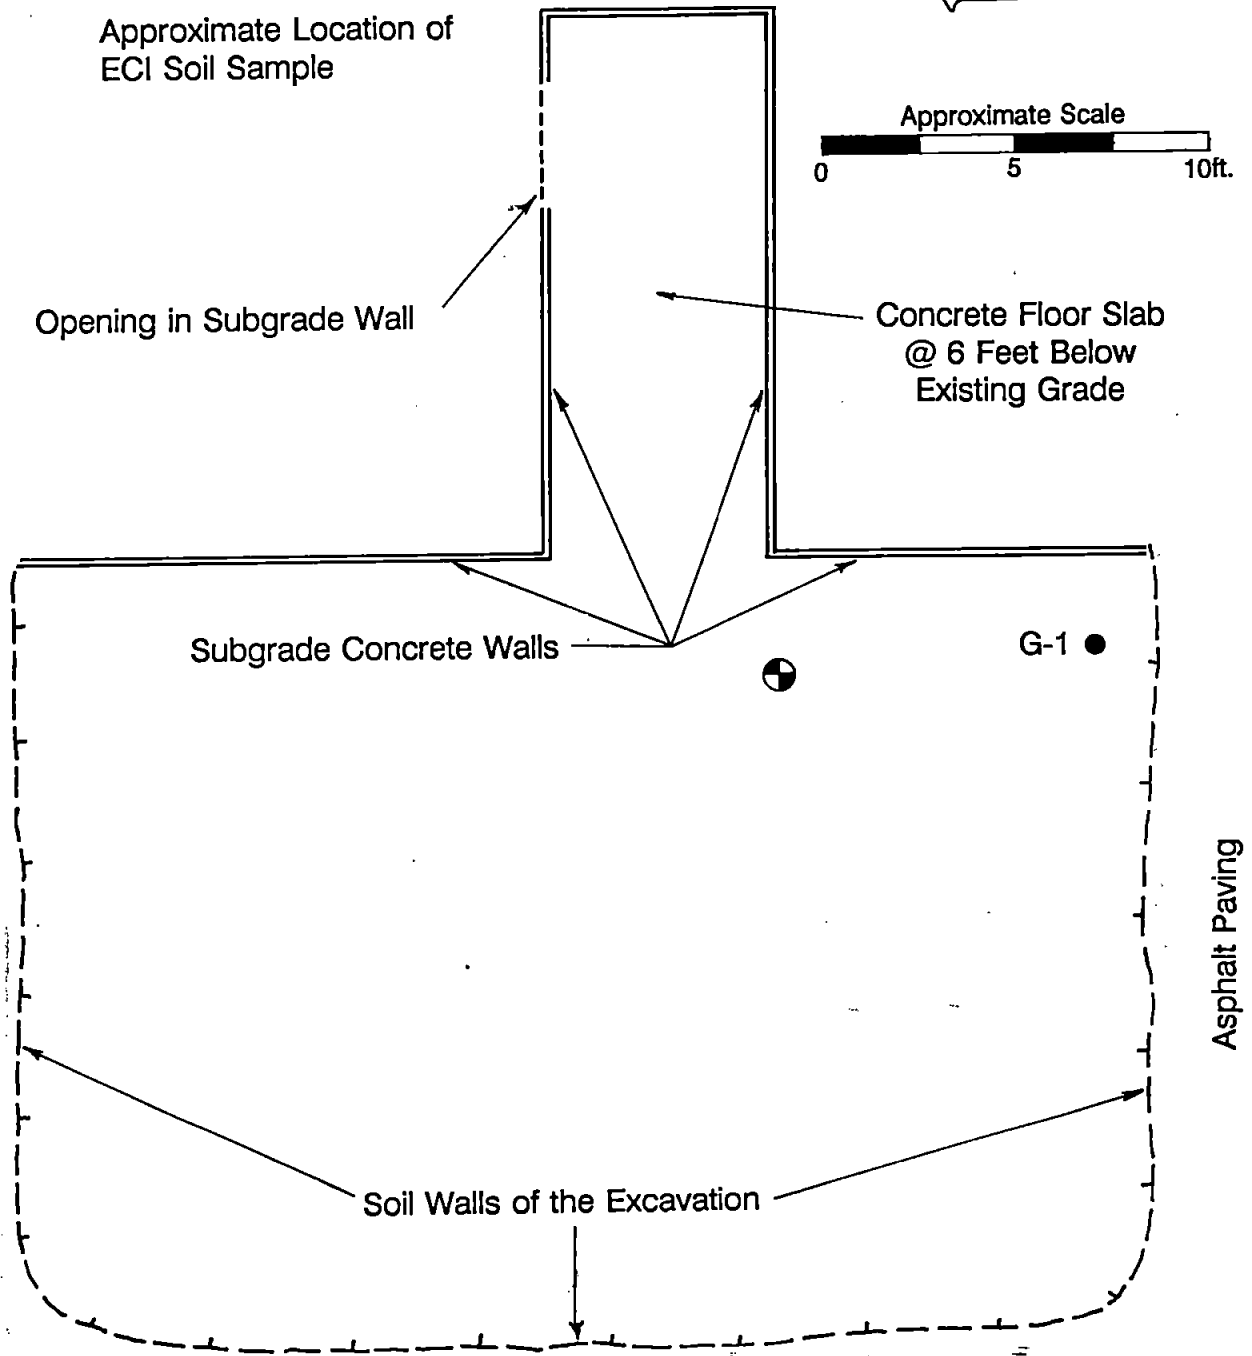 Approximate Location of
ECI Soil Sample
Approximate Scale
0 5 10ft.
Opening in Subgrade Wall
Concrete Floor Slab
@ 6 Feet Below
Existing Grade
Subgrade Concrete Walls
G-1
Asphalt Paving
Soil Walls of the Excavation